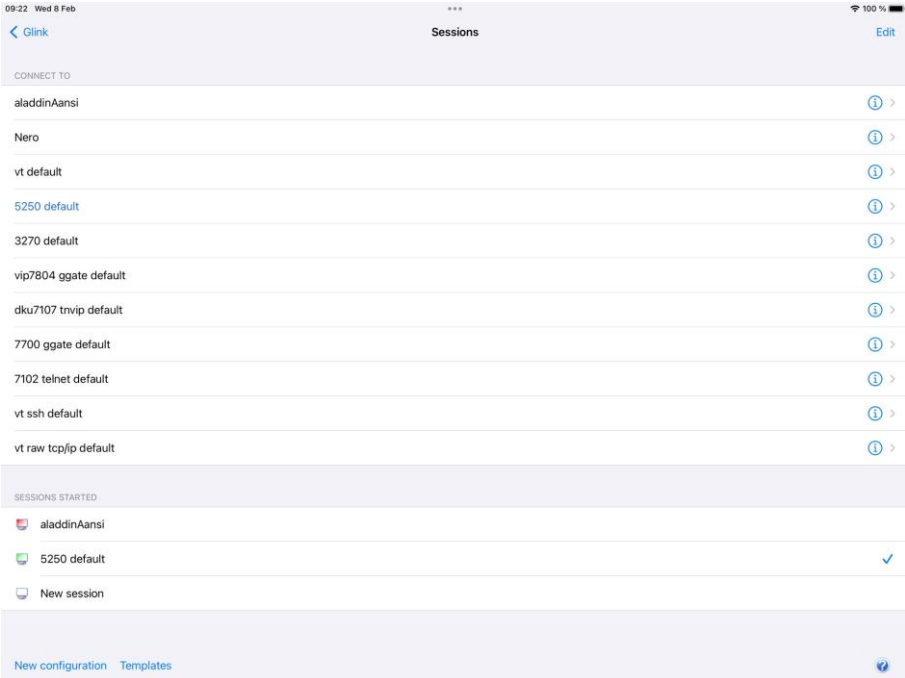 09:22 Wed 8 Feb 100 %
Glink Sessions Edit
CONNECT TO
aladdinAansi
Nero
vt default
5250 default
3270 default
vip7804 ggate default
dku7107 tnvip default
7700 ggate default
7102 telnet default
vt ssh default
vt raw tcp/ip default
SESSIONS STARTED
aladdinAansi
5250 default
New session
New configuration Templates